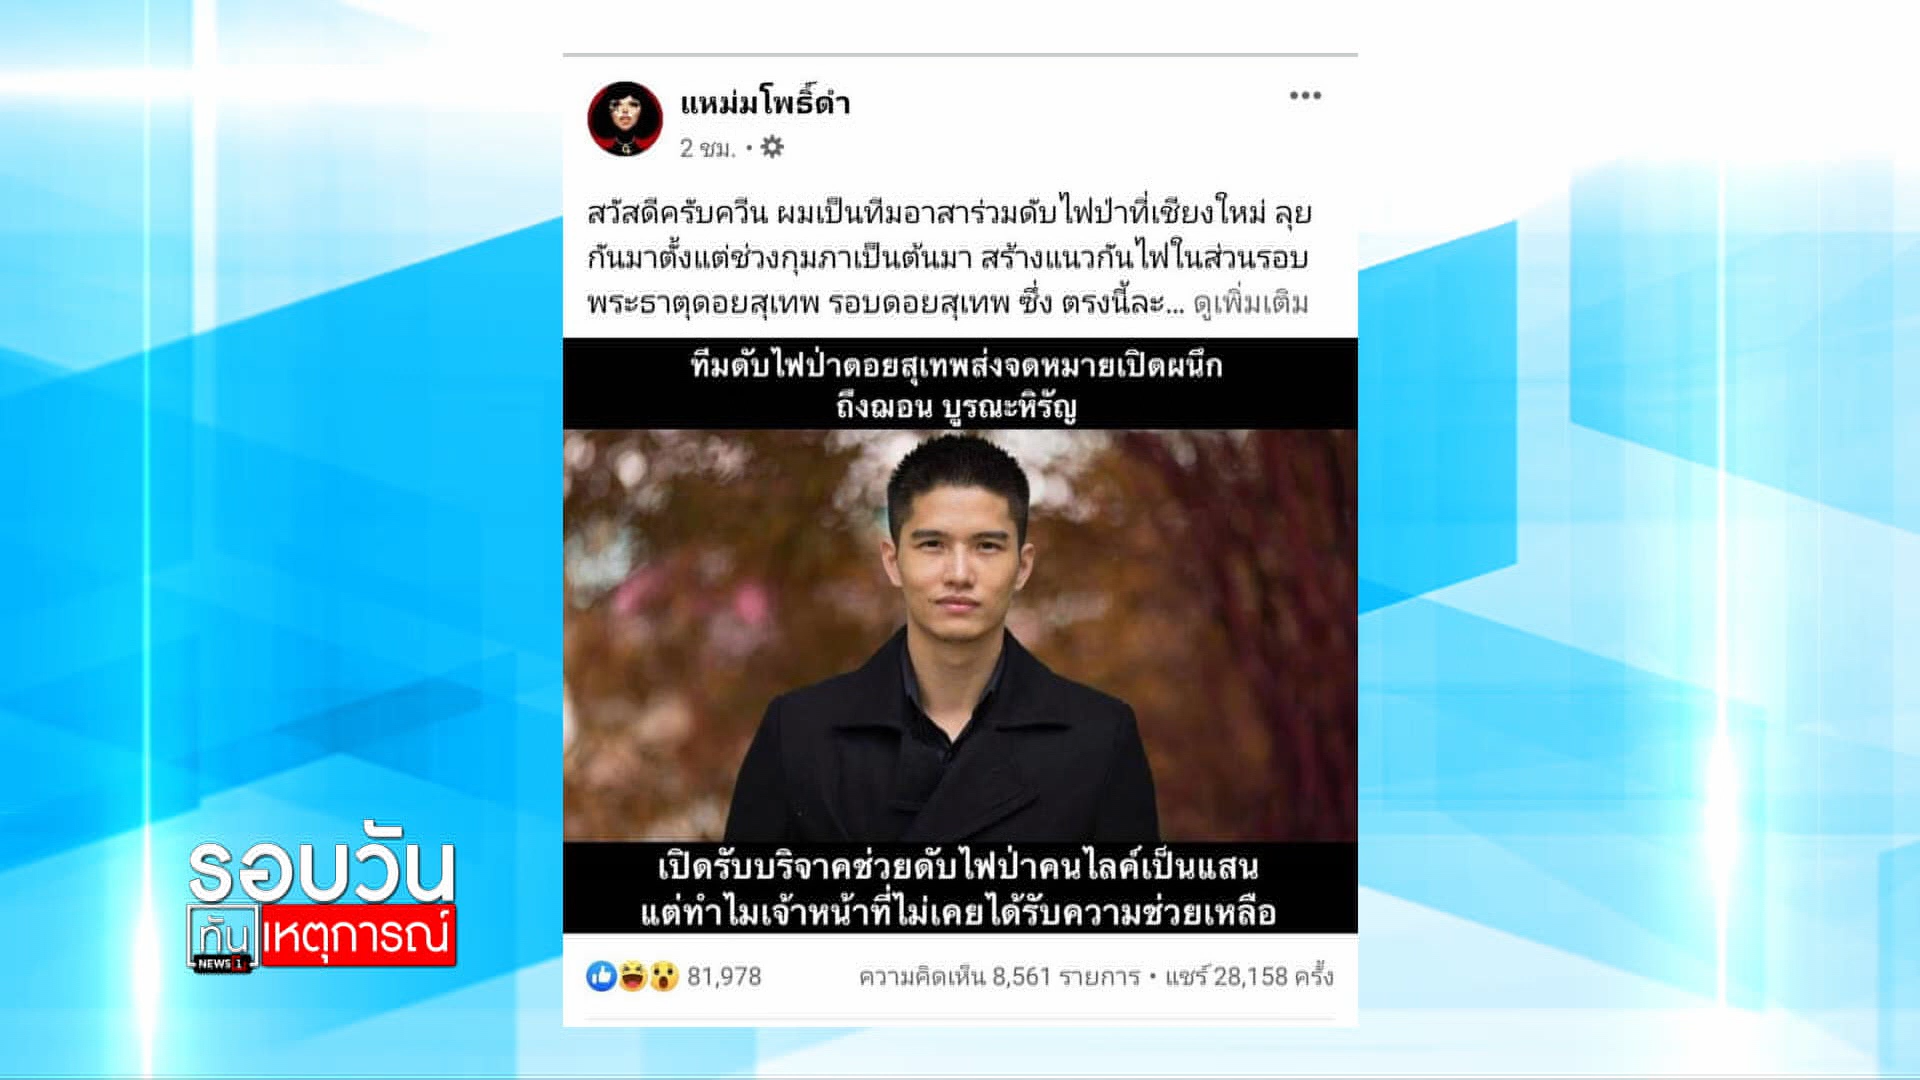 แหม่มโพธิ์ดำ
2 ชม.
สวัสดีครับควีน ผมเป็นทีมอาสาร่วมดับไฟป่าที่เชียงใหม่ ลุย
กันมาตั้งแต่ช่วงกุมภาเป็นต้นมา สร้างแนวกันไฟในส่วนรอบ
พระธาตุดอยสุเทพ รอบดอยสุเทพ ซึ่ง ตรงนี้ละ... ดูเพิ่มเติม
ทีมดับไฟป่าดอยสุเทพส่งจดหมายเปิดผนึก
ถึงฌอน บูรณะหิรัญ
เปิดรับบริจาคช่วยดับไฟป่าคนไลค์เป็นแสน
แต่ทำไมเจ้าหน้าที่ไม่เคยได้รับความช่วยเหลือ
81,978 ความคิดเห็น 8,561 รายการ • แชร์ 28,158 ครั้ง
รอบวัน
ทันเหตุการณ์
NEWS 1